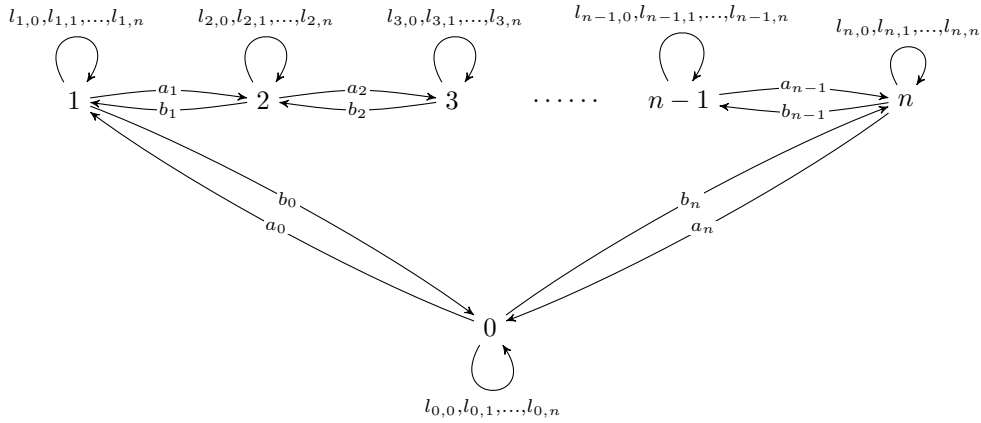 l_{1,0},l_{1,1},...,l_{1,n}
l_{2,0},l_{2,1},...,l_{2,n}
l_{3,0},l_{3,1},...,l_{3,n}
l_{n−1,0},l_{n−1,1},...,l_{n−1,n}
l_{n,0},l_{n,1},...,l_{n,n}
1
a_1
b_1
2
a_2
b_2
3
······
n − 1
a_{n−1}
b_{n−1}
n
b_0
a_0
b_n
a_n
0
l_{0,0},l_{0,1},...,l_{0,n}